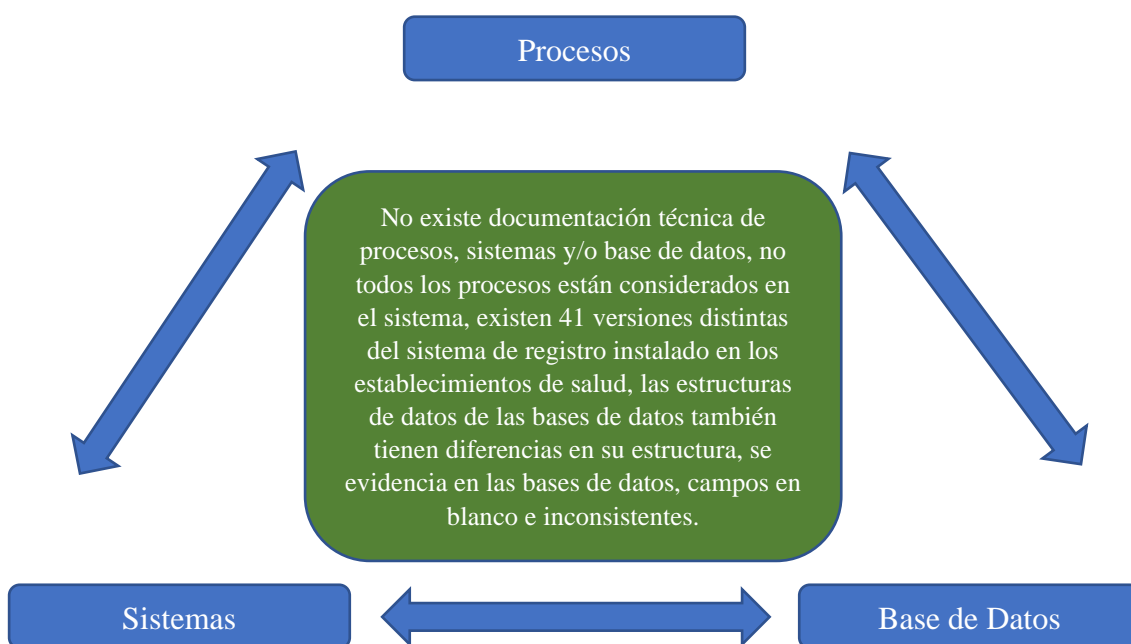 Procesos
No existe documentación técnica de
procesos, sistemas y/o base de datos, no
todos los procesos están considerados en
el sistema, existen 41 versiones distintas
del sistema de registro instalado en los
establecimientos de salud, las estructuras
de datos de las bases de datos también
tienen diferencias en su estructura, se
evidencia en las bases de datos, campos en
blanco e inconsistentes.
Sistemas
Base de Datos